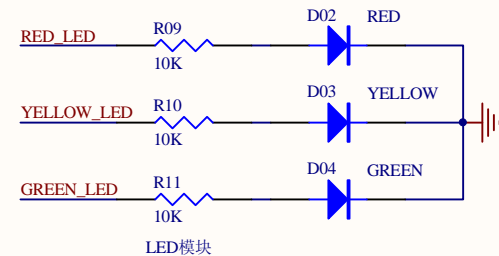 D02 RED
RED_LED R09
10K
D03 YELLOW
YELLOW_LED R10
10K
D04 GREEN
GREEN_LED R11
10K
LED模块